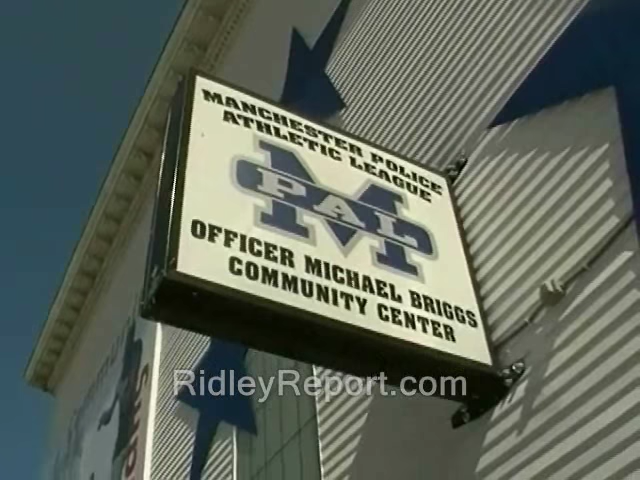 MANCHESTER POLICE
ATHLETIC LEAGUE
M
PAL
OFFICER MICHAEL BRIGGS
COMMUNITY CENTER
RidleyReport.com